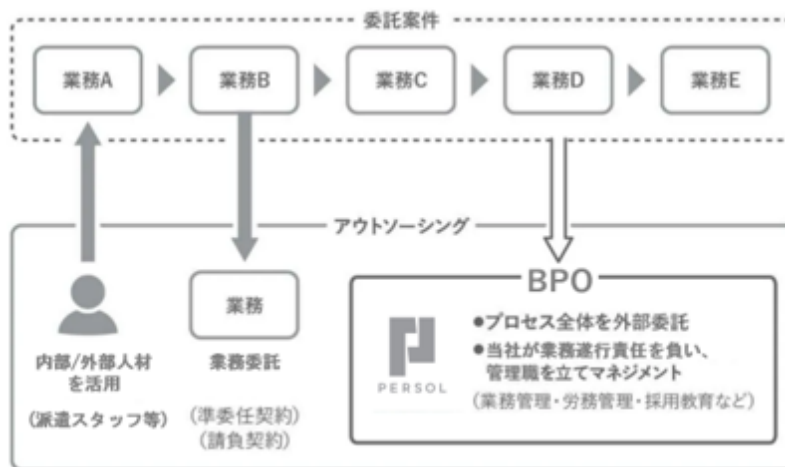 委託案件
業務A
業務B
業務C
業務D
業務E
アウトソーシング
内部/外部人材
を活用
(派遣スタッフ等)
業務
業務委託
(準委任契約)
(請負契約)
BPO
PERSOL
●プロセス全体を外部委託
●当社が業務遂行責任を負い、
管理職を立てマネジメント
(業務管理・労務管理・採用教育など)